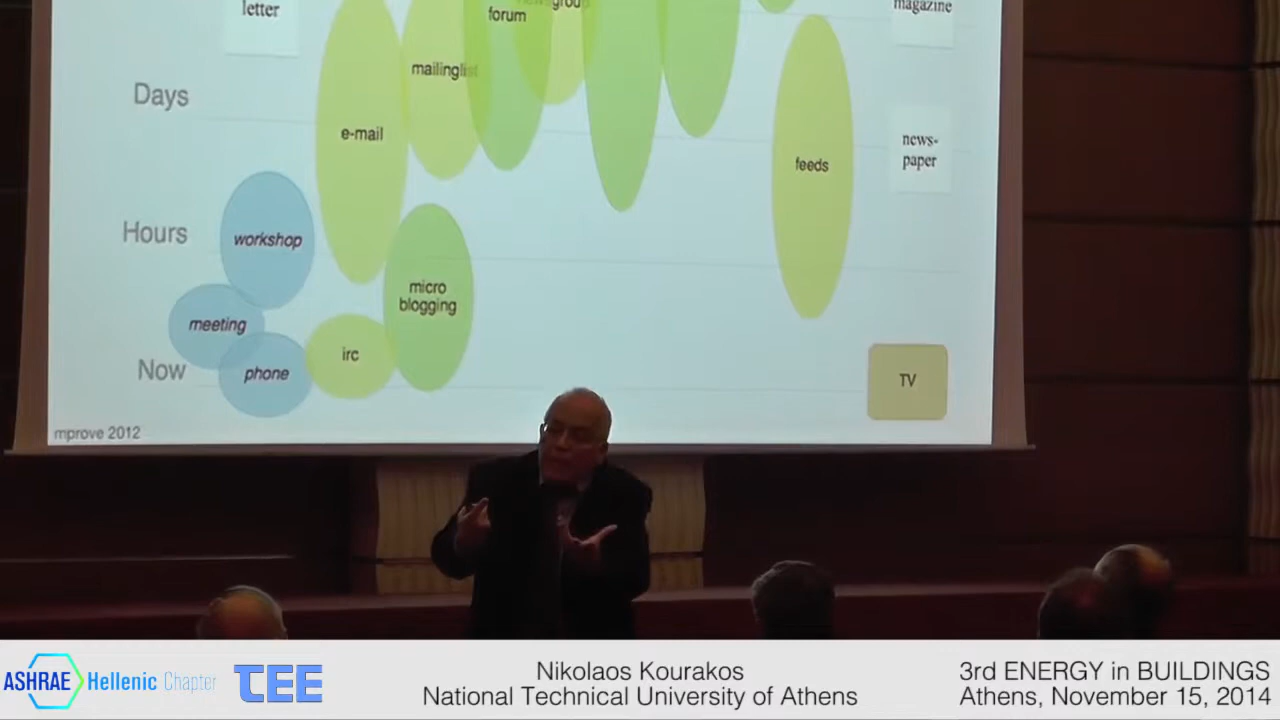 letter
forum
newsgroup
magazine
mailinglist
Days
e-mail
news-
paper
feeds
Hours
workshop
micro
blogging
meeting
irc
Now
phone
TV
mprove 2012
ASHRAE Hellenic Chapter
TEE
Nikolaos Kourakos
National Technical University of Athens
3rd ENERGY in BUILDINGS
Athens, November 15, 2014